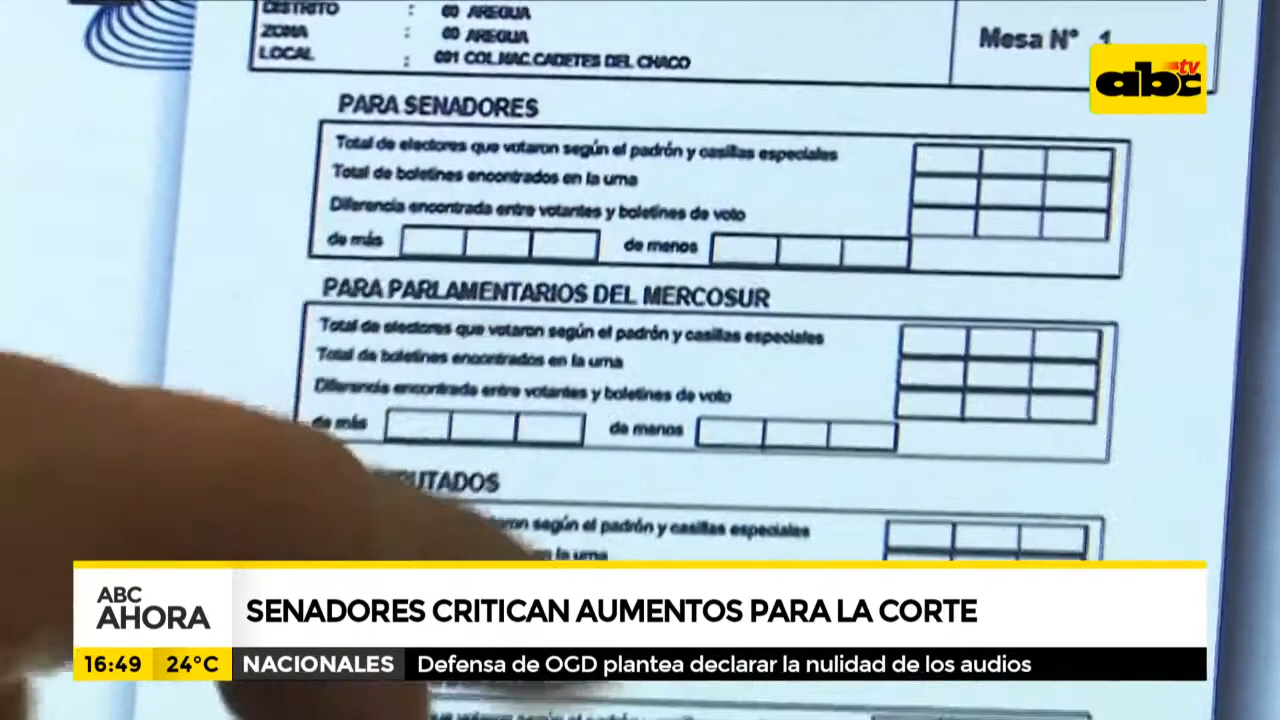 DISTRITO : 00 AREGUA
ZONA : 00 AREGUA
LOCAL : 001 COL.NAC.CADETES DEL CHACO
Mesa N° 1
abc tv
PARA SENADORES
Total de electores que votaron según el padrón y casillas especiales
Total de boletines encontrados en la urna
Diferencia encontrada entre votantes y boletines de voto
de más de menos
PARA PARLAMENTARIOS DEL MERCOSUR
Total de electores que votaron según el padrón y casillas especiales
Total de boletines encontrados en la urna
Diferencia encontrada entre votantes y boletines de voto
de más de menos
UTADOS
según el padrón y casillas especiales
en la urna
ABC
AHORA
SENADORES CRITICAN AUMENTOS PARA LA CORTE
16:49 24°C NACIONALES Defensa de OGD plantea declarar la nulidad de los audios